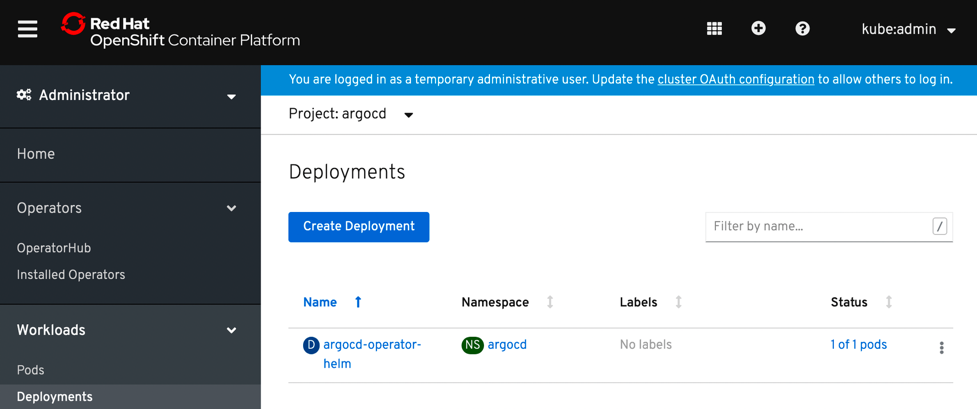 Red Hat
OpenShift Container Platform
kube:admin
Administrator
You are logged in as a temporary administrative user. Update the cluster OAuth configuration to allow others to log in.
Project: argocd
Home
Deployments
Operators
Create Deployment
Filter by name...
/
OperatorHub
Installed Operators
Name
Namespace
Labels
Status
Workloads
D argocd-operator-
helm
NS argocd
No labels
1 of 1 pods
Pods
Deployments